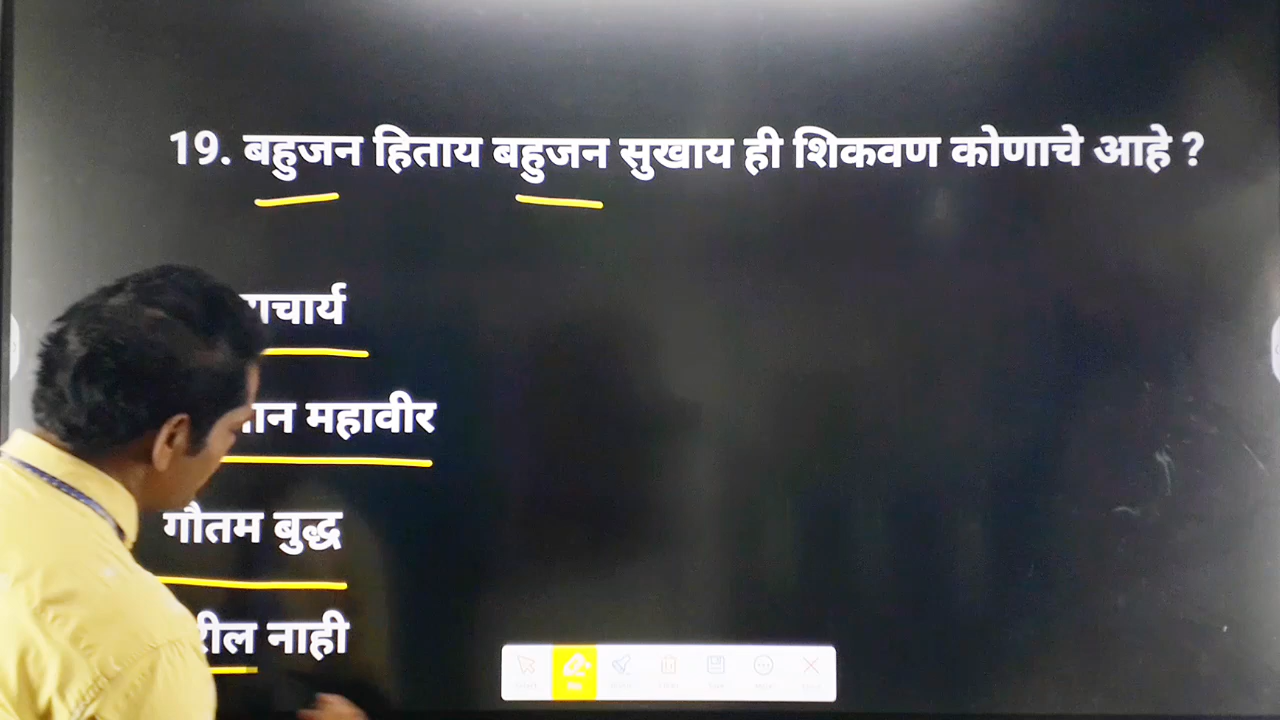 19. बहुजन हिताय बहुजन सुखाय ही शिकवण कोणाचे आहे ?
महावीर
गौतम बुद्ध
नाही